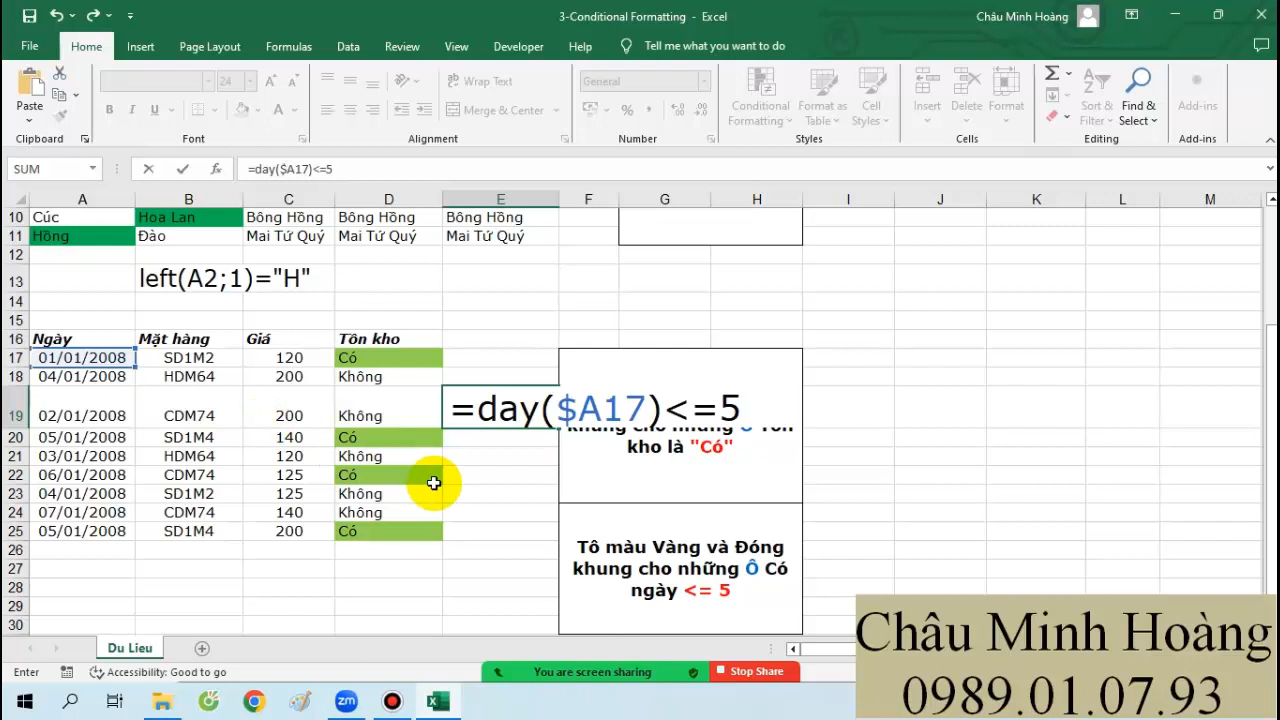 3-Conditional Formatting - Excel
Châu Minh Hoàng
File Home Insert Page Layout Formulas Data Review View Developer Help Tell me what you want to do
24
General
Wrap Text
Merge & Center
Paste
Conditional Formatting
Format as Table
Cell Styles
Insert
Delete
Format
Sort & Filter
Find & Select
Add-ins
Clipboard Font Alignment Number Styles Cells Editing Add-ins
SUM =day($A17)<=5
A B C D E F G H I J K L M
10 Cúc Hoa Lan Bông Hồng Bông Hồng Bông Hồng
11 Hồng Đào Mai Tứ Quý Mai Tứ Quý Mai Tứ Quý
12
13 left(A2;1)="H"
14
15
16 Ngày Mặt hàng Giá Tồn kho
17 01/01/2008 SD1M2 120 Có
18 04/01/2008 HDM64 200 Không
19 02/01/2008 CDM74 200 Không =day($A17)<=5
20 05/01/2008 SD1M4 140 Có
21 03/01/2008 HDM64 120 Không
22 06/01/2008 CDM74 125 Có
23 04/01/2008 SD1M2 125 Không
24 07/01/2008 CDM74 140 Không
25 05/01/2008 SD1M4 200 Có
26
27
28
29
30
khung cho những Ô Tồn
kho là "Có"
Tô màu Vàng và Đóng
khung cho những Ô Có
ngày <= 5
Du Lieu
Enter Accessibility: Good to go
You are screen sharing Stop Share
Châu Minh Hoàng
0989.01.07.93
zm